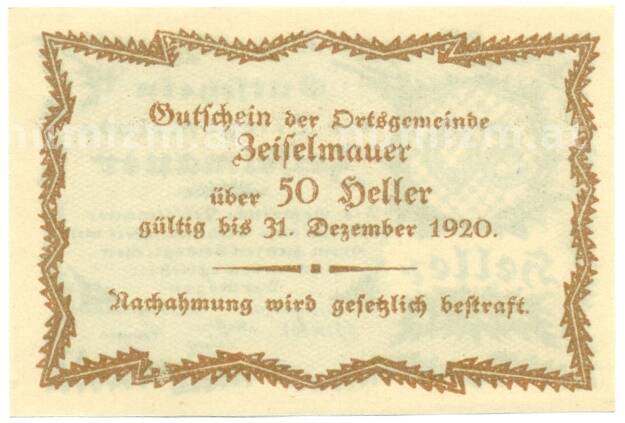 Gutschein der Ortsgemeinde
Zeiselmauer
über 50 Heller
gültig bis 31. Dezember 1920.
Nachahmung wird gesetzlich bestraft.